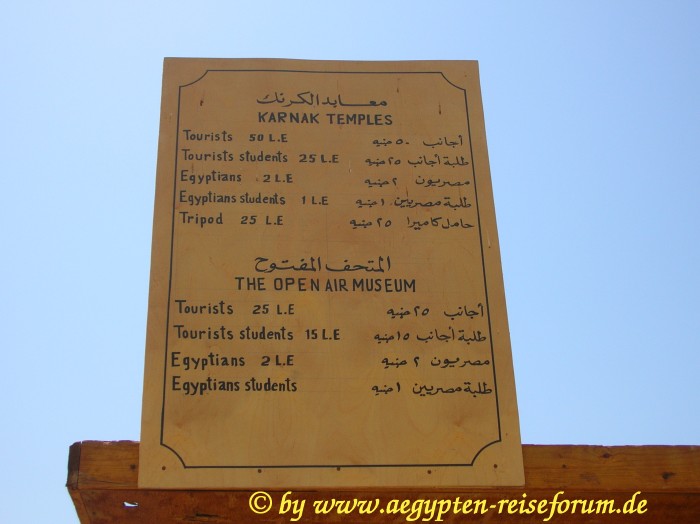 معابد الكرنك
KARNAK TEMPLES
Tourists 50 L.E أجانب ٥٠ جنيه
Tourists students 25 L.E طلبة أجانب ٢٥ جنيه
Egyptians 2 L.E مصريون ٢ جنيه
Egyptians students 1 L.E طلبة مصريين ١ جنيه
Tripod 25 L.E حامل كاميرا ٢٥ جنيه
المتحف المفتوح
THE OPEN AIR MUSEUM
Tourists 25 L.E أجانب ٢٥ جنيه
Tourists students 15 L.E طلبة أجانب ١٥ جنيه
Egyptians 2 L.E مصريون ٢ جنيه
Egyptians students طلبة مصريين ١ جنيه
© by www.aegypten-reiseforum.de